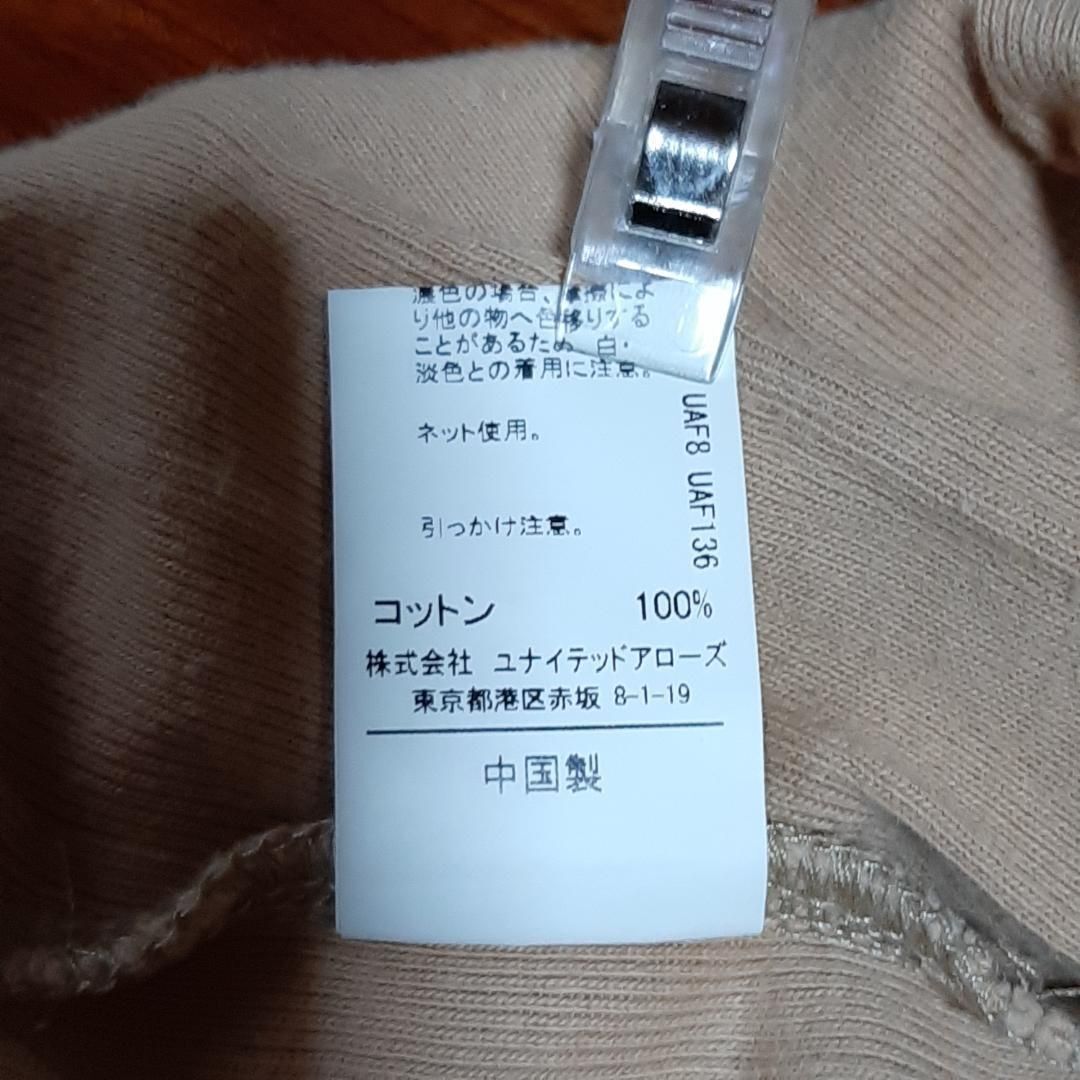 濃色の場合、摩擦によ
り他の物へ色移りする
ことがあるため 白・
淡色との着用に注意。
ネット使用。
引っかけ注意。
UAF8 UAF136
コットン 100%
株式会社 ユナイテッドアローズ
東京都港区赤坂 8-1-19
中国製